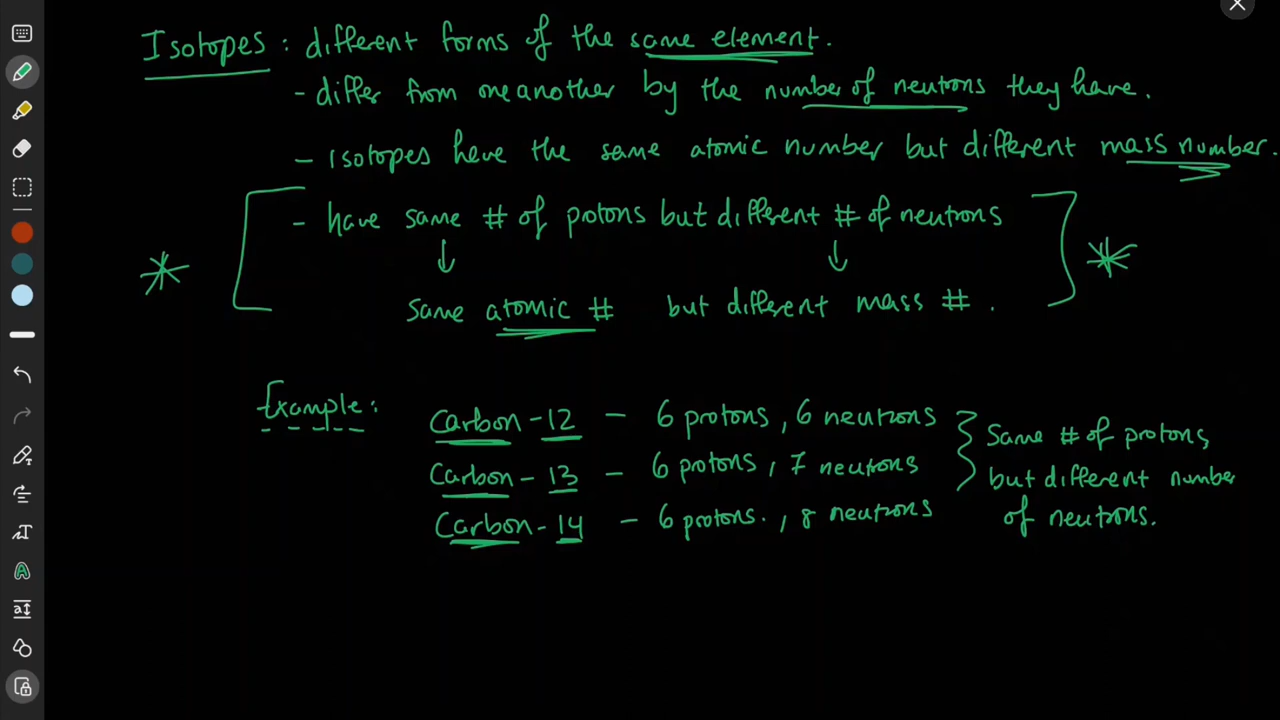 Isotopes : different forms of the same element.
- differ from one another by the number of neutrons they have.
- isotopes have the same atomic number but different mass number.
- have same # of protons but different # of neutrons
↓ ↓
* same atomic # but different mass # . *
Example:
Carbon - 12 - 6 protons, 6 neutrons
Carbon - 13 - 6 protons, 7 neutrons
Carbon - 14 - 6 protons. , 8 neutrons
Same # of protons,
but different number
of neutrons.